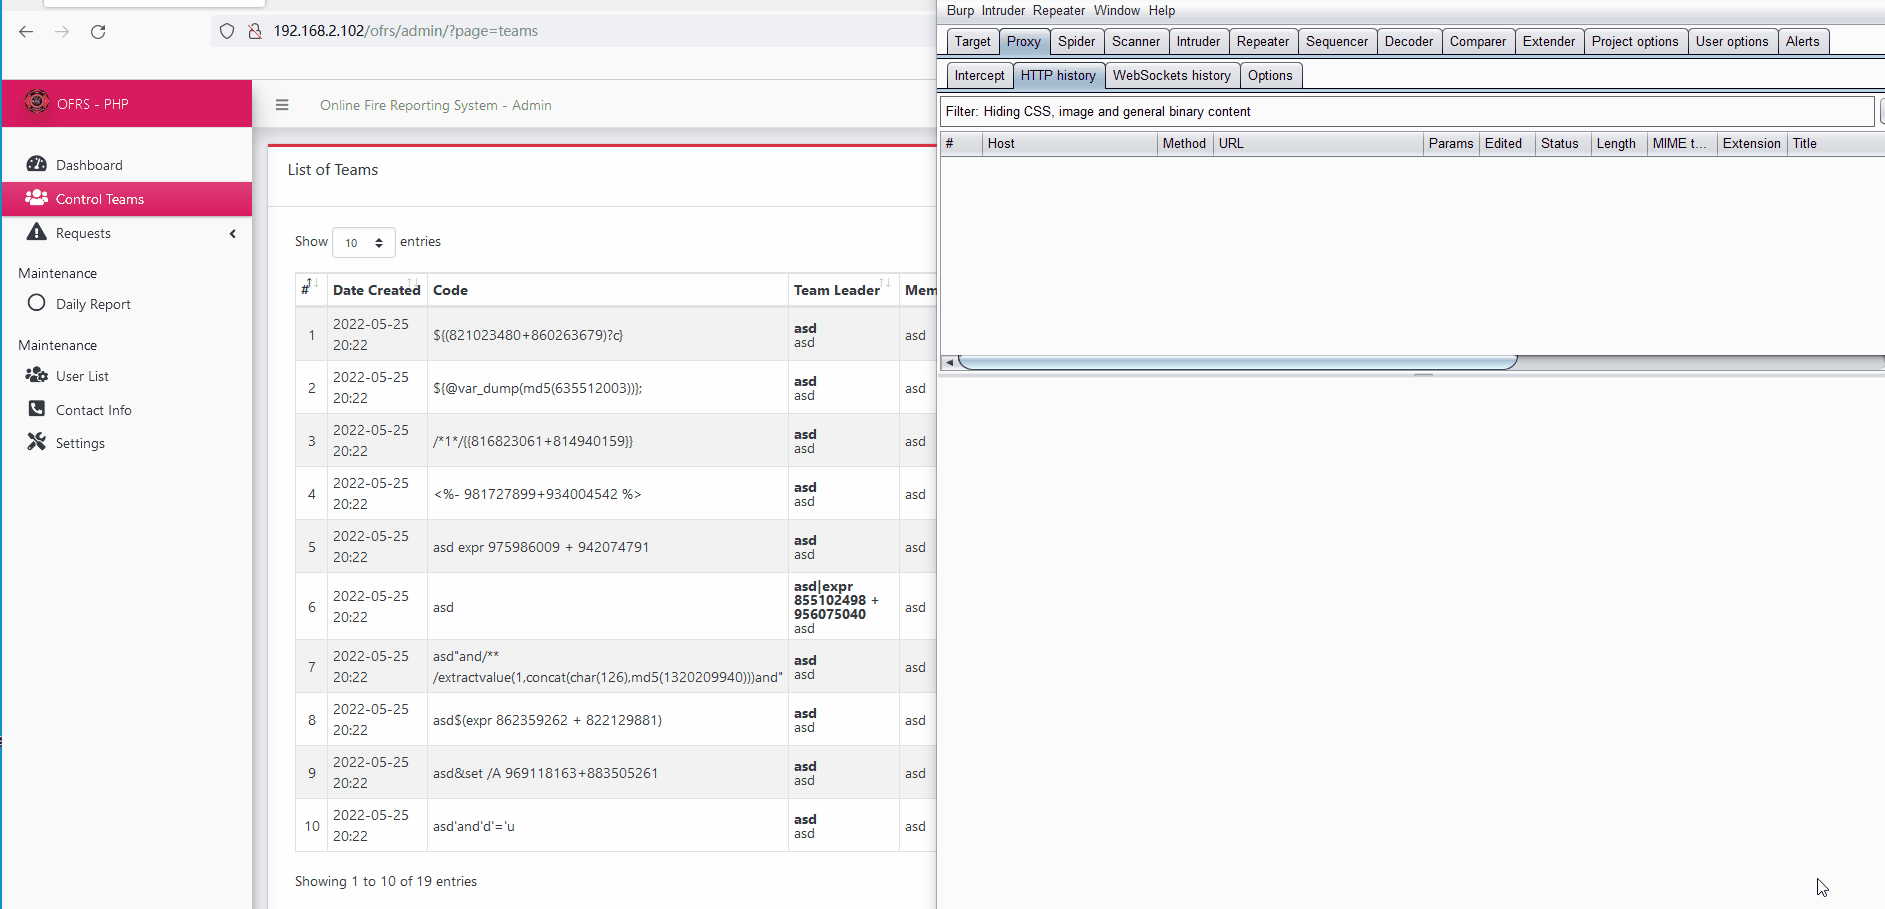 192.168.2.102/ofrs/admin/?page=teams
OFRS - PHP
Dashboard
Control Teams
Requests
Maintenance
Daily Report
Maintenance
User List
Contact Info
Settings
Online Fire Reporting System - Admin
List of Teams
Show 10 entries
# Date Created Code Team Leader Mem
1 2022-05-25 20:22 ${(821023480+860263679)?c} asd asd asd
2 2022-05-25 20:22 ${@var_dump(md5(635512003))}; asd asd asd
3 2022-05-25 20:22 /*1*/{{816823061+814940159}} asd asd asd
4 2022-05-25 20:22 <%- 981727899+934004542 %> asd asd asd
5 2022-05-25 20:22 asd expr 975986009 + 942074791 asd asd asd
6 2022-05-25 20:22 asd asd|expr 855102498 + 956075040 asd asd
7 2022-05-25 20:22 asd"and/** /extractvalue(1,concat(char(126),md5(1320209940)))and" asd asd asd
8 2022-05-25 20:22 asd$(expr 862359262 + 822129881) asd asd asd
9 2022-05-25 20:22 asd&set /A 969118163+883505261 asd asd asd
10 2022-05-25 20:22 asd'and'd'='u asd asd asd
Showing 1 to 10 of 19 entries
Burp Intruder Repeater Window Help
Target Proxy Spider Scanner Intruder Repeater Sequencer Decoder Comparer Extender Project options User options Alerts
Intercept HTTP history WebSockets history Options
Filter: Hiding CSS, image and general binary content
# Host Method URL Params Edited Status Length MIME t... Extension Title